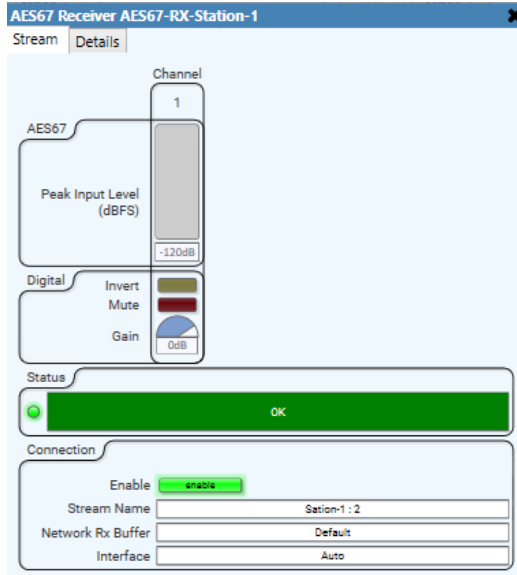 AES67 Receiver AES67-RX-Station-1
Stream Details
Channel
1
AES67
Peak Input Level
(dBFS)
-120dB
Digital
Invert
Mute
Gain
0dB
Status
OK
Connection
Enable enable
Stream Name Sation-1 : 2
Network Rx Buffer Default
Interface Auto